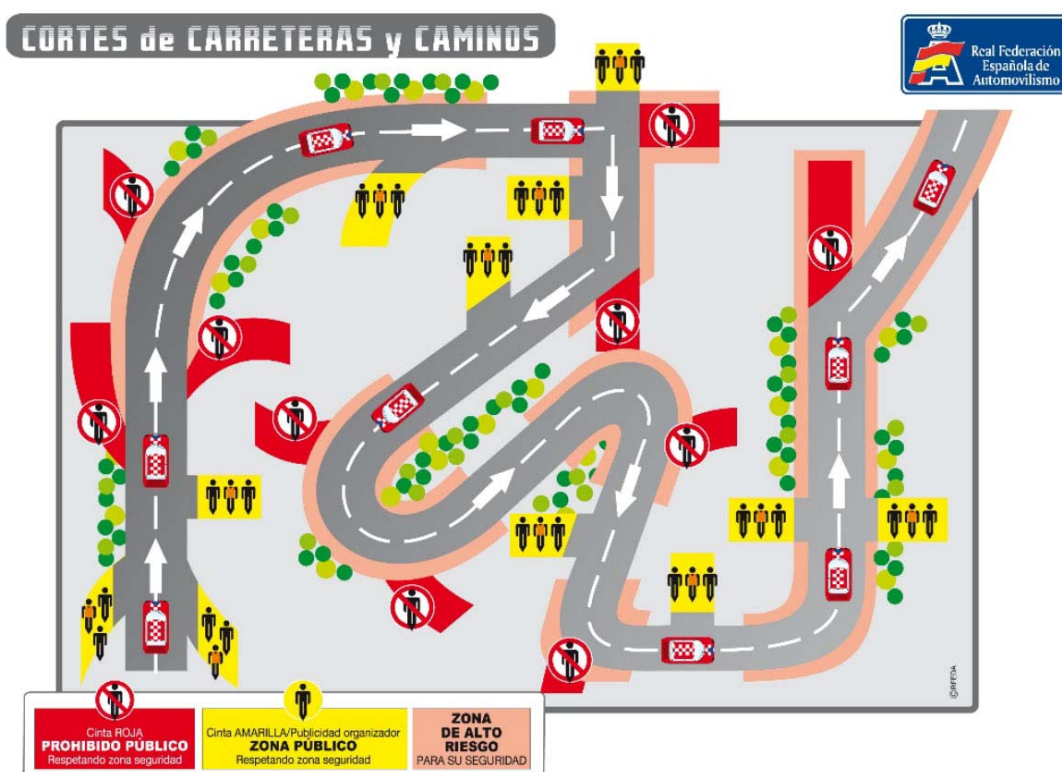 CORTES de CARRETERAS y CAMINOS
Real Federación
Española de
Automovilismo
©RFEDA
Cinta ROJA
PROHIBIDO PÚBLICO
Respetando zona seguridad
Cinta AMARILLA/Publicidad organizador
ZONA PÚBLICO
Respetando zona seguridad
ZONA
DE ALTO
RIESGO
PARA SU SEGURIDAD